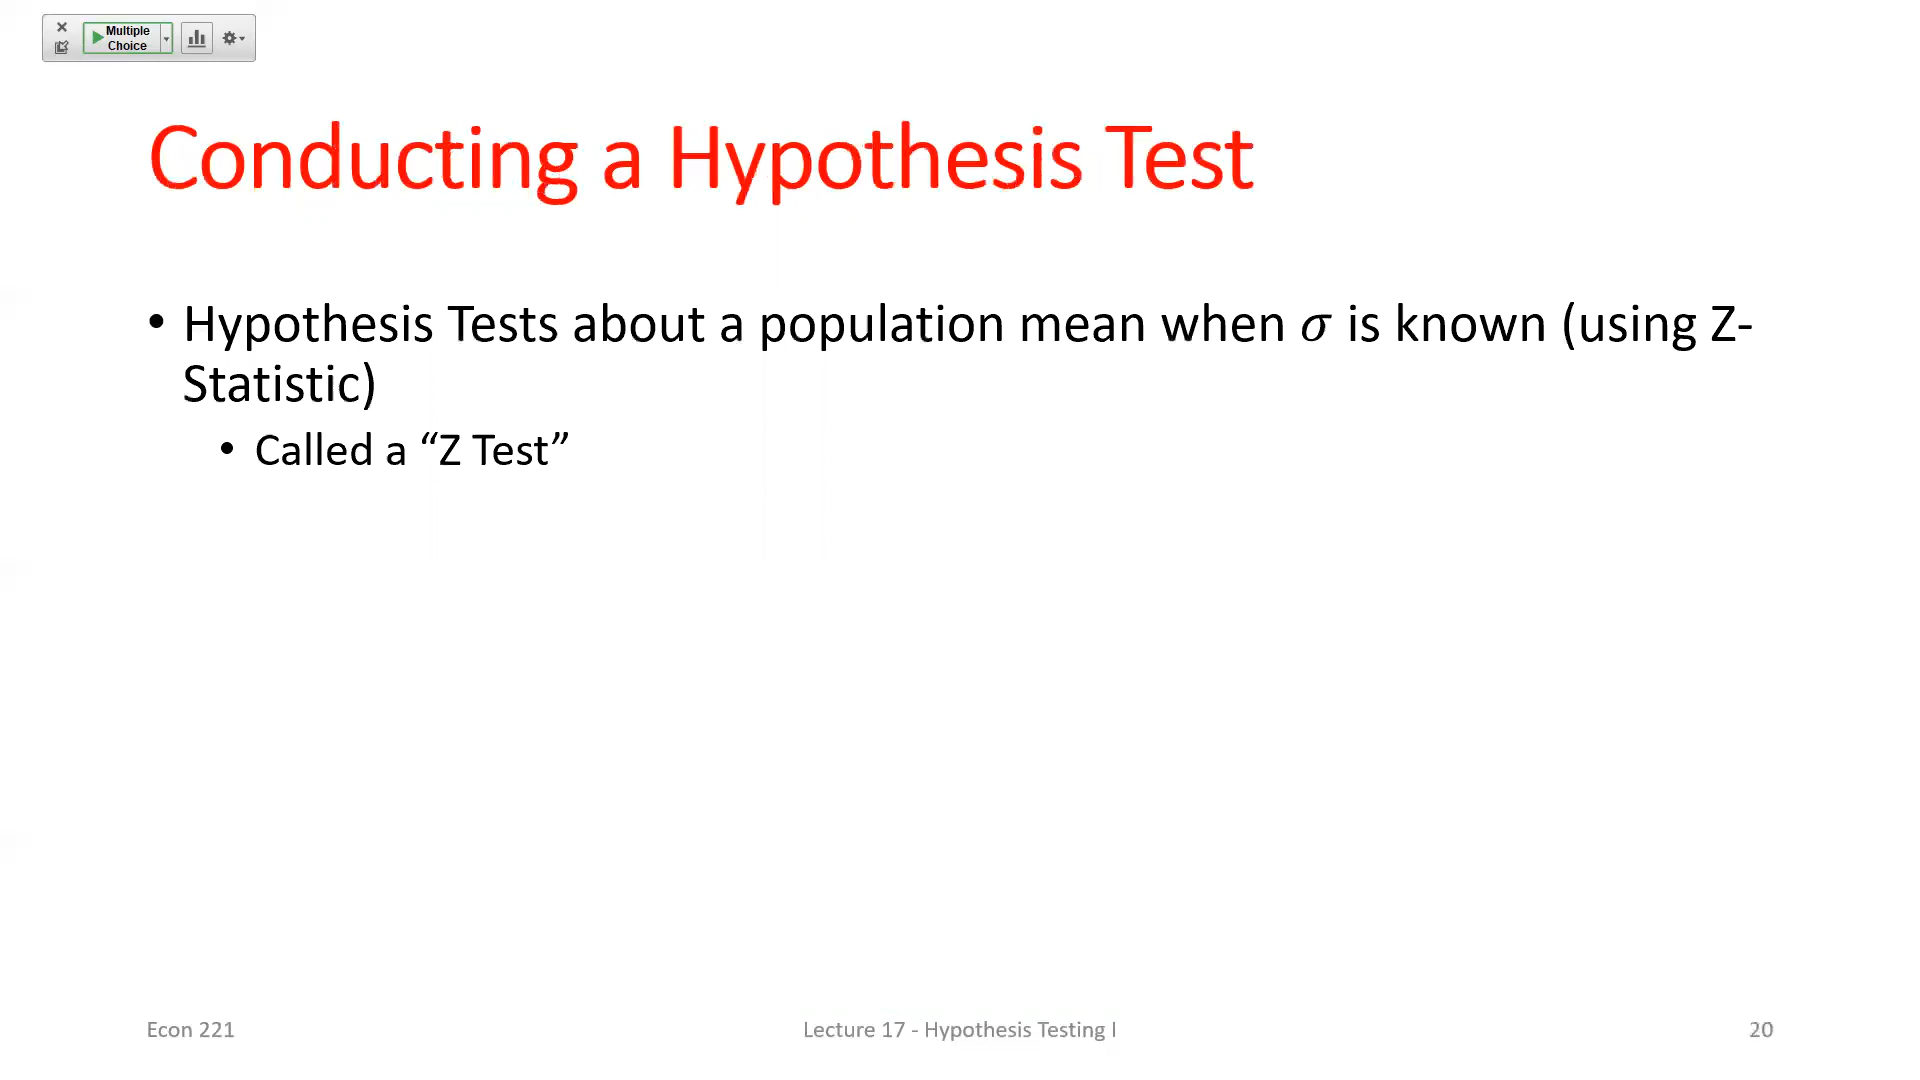 Multiple
Choice
Conducting a Hypothesis Test
• Hypothesis Tests about a population mean when σ is known (using Z-
Statistic)
• Called a “Z Test”
Econ 221
Lecture 17 - Hypothesis Testing I
20